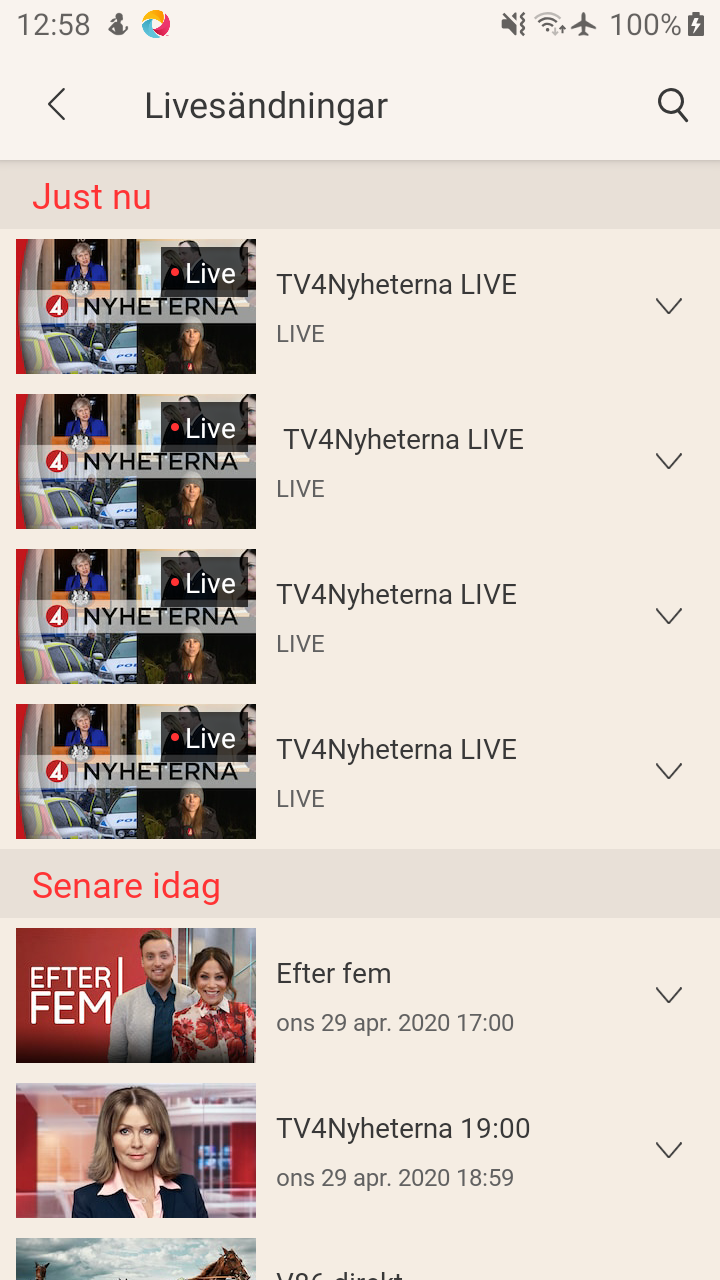 12:58
100%
Livesändningar
Just nu
Live
4 NYHETERNA
TV4Nyheterna LIVE
LIVE
Live
4 NYHETERNA
TV4Nyheterna LIVE
LIVE
Live
4 NYHETERNA
TV4Nyheterna LIVE
LIVE
Live
4 NYHETERNA
TV4Nyheterna LIVE
LIVE
Senare idag
EFTER
FEM
Efter fem
ons 29 apr. 2020 17:00
TV4Nyheterna 19:00
ons 29 apr. 2020 18:59
V86 direkt